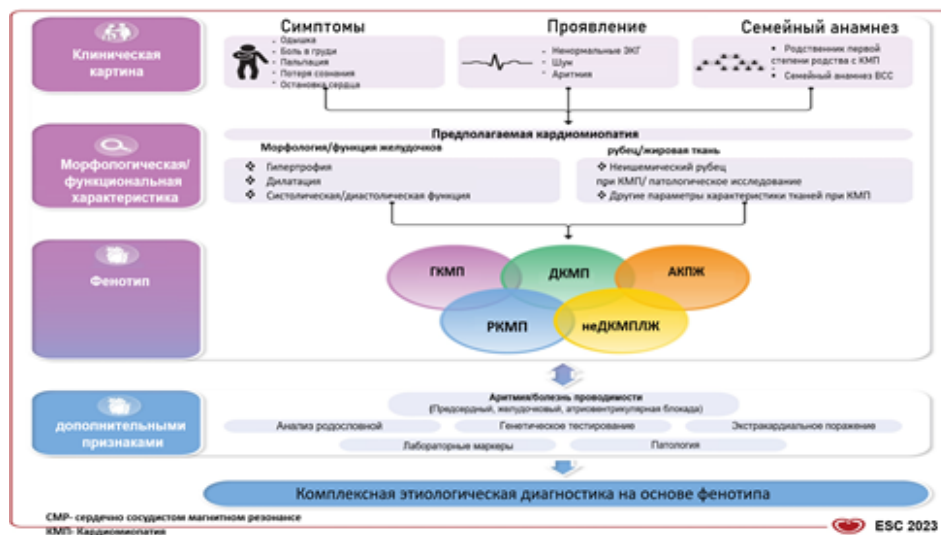 Симптомы
Проявление
Семейный анамнез
Клиническая
картина
- Одышка
- Боль в груди
- Пальпация
- Потеря сознания
- Остановка сердца
- Ненормальные ЭКГ
- Шум
- Аритмия
▪ Родственник первой
степени родства с КМП
▪ Семейный анамнез ВСС
Предполагаемая кардиомиопатия
Морфологическая/
функциональная
характеристика
Морфология/функция желудочков
❖ Гипертрофия
❖ Дилатация
❖ Систолическая/диастолическая функция
рубец/жировая ткань
❖ Неишемический рубец
при КМП/ патологическое исследование
❖ Другие параметры характеристики тканей при КМП
Фенотип
ГКМП
ДКМП
АКПЖ
РКМП
неДКМПЛЖ
дополнительными
признаками
Аритмия/болезнь проводимости
(Предсердный, желудочковый, атриовентрикулярная блокада)
Анализ родословной
Генетическое тестирование
Экстракардиальное поражение
Лабораторные маркеры
Патология
Комплексная этиологическая диагностика на основе фенотипа
СМР- сердечно сосудистом магнитном резонансе
КМП- Кардиомиопатия
ESC 2023